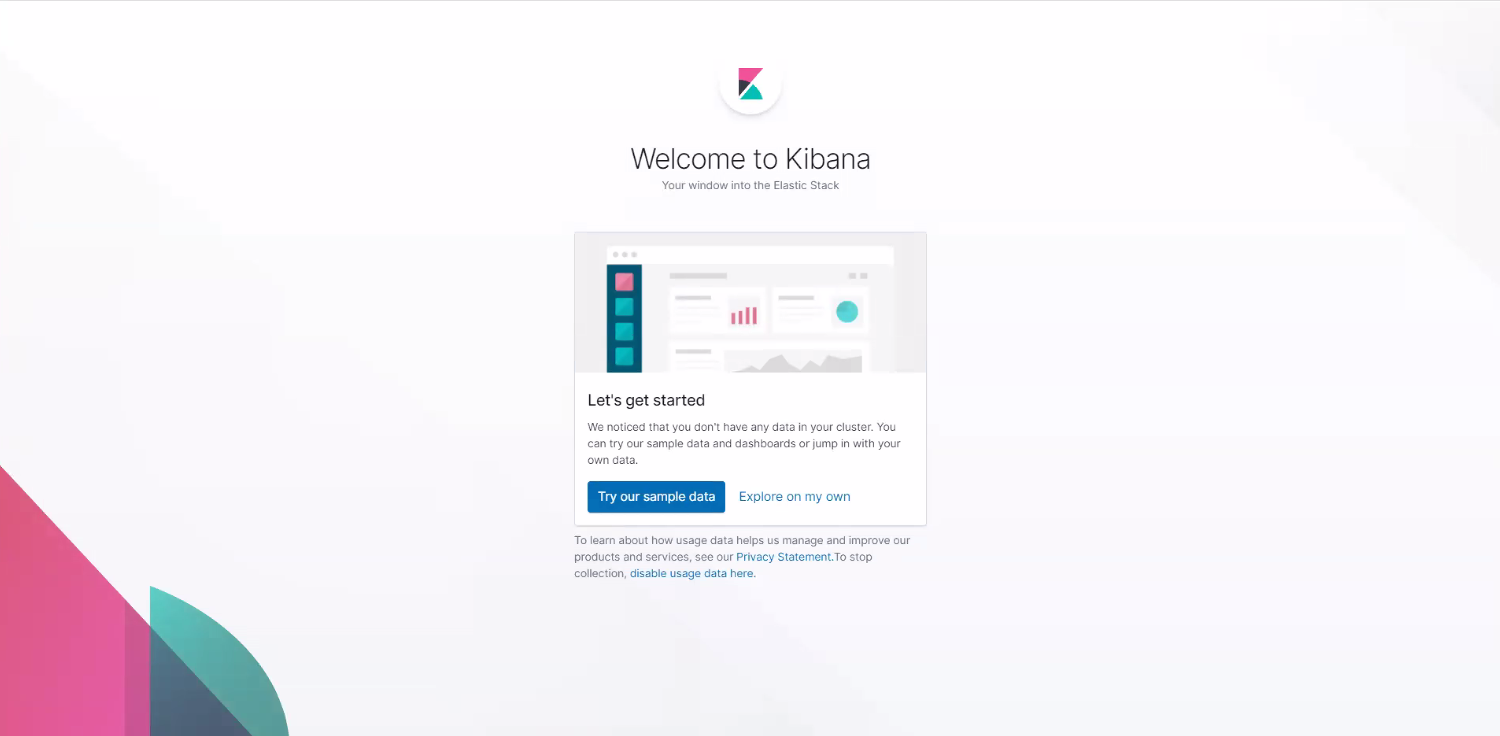 Welcome to Kibana
Your window into the Elastic Stack
Let's get started
We noticed that you don't have any data in your cluster. You
can try our sample data and dashboards or jump in with your
own data.
Try our sample data Explore on my own
To learn about how usage data helps us manage and improve our
products and services, see our Privacy Statement.To stop
collection, disable usage data here.